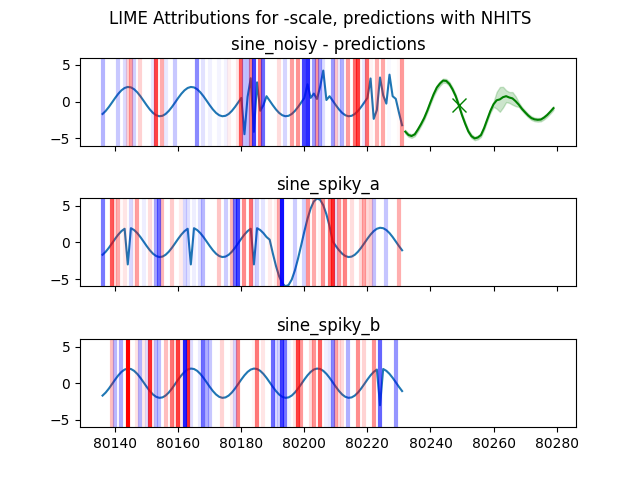 LIME Attributions for -scale, predictions with NHITS
sine_noisy - predictions
5
0
−5
sine_spiky_a
5
0
−5
sine_spiky_b
5
0
−5
80140 80160 80180 80200 80220 80240 80260 80280